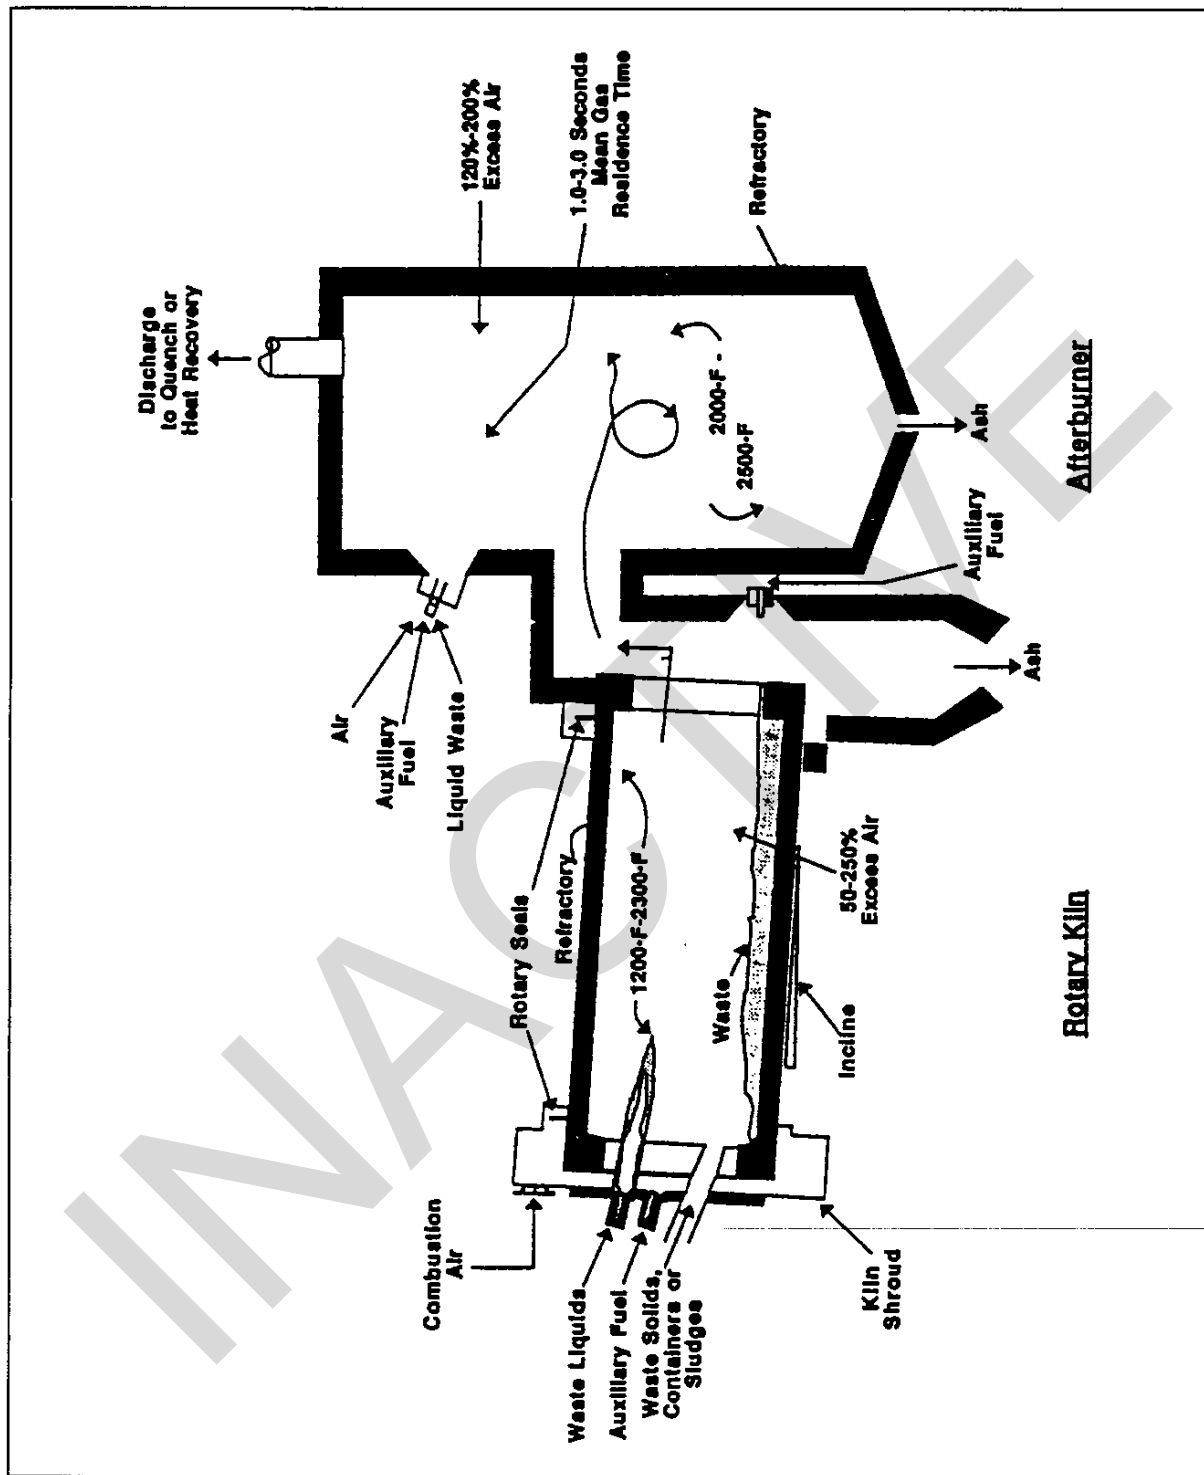 Discharge
to Quench or
Heat Recovery
120%-200%
Excess Air
1.0-3.0 Seconds
Mean Gas
Residence Time
Air
Auxiliary
Fuel
Liquid Waste
Rotary Seals
Refractory
Combustion
Air
1200-F-2300-F
2000-F -
2500-F
Refractory
Waste Liquids
Auxiliary Fuel
Waste Solids,
Containers or
Sludges
Waste
50-250%
Excess Air
Auxiliary
Fuel
Ash
Ash
Incline
Kiln
Shroud
Rotary Kiln
Afterburner
INACTIVE